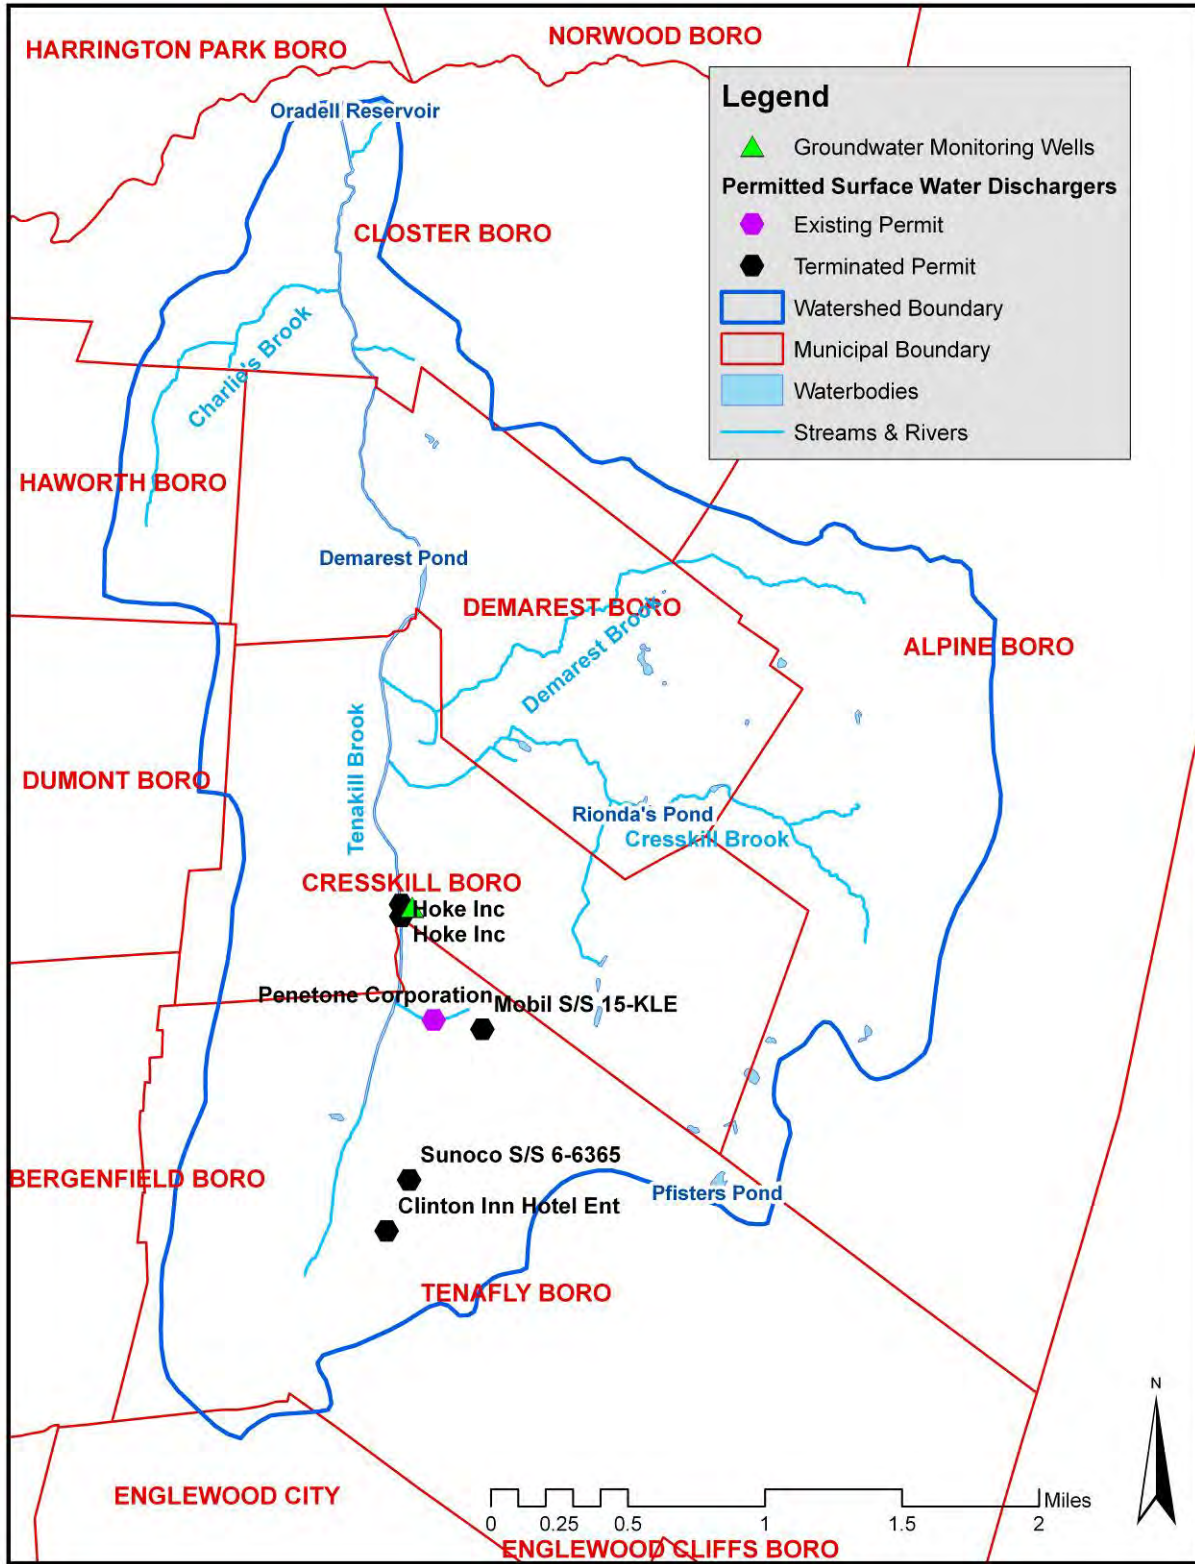 HARRINGTON PARK BORO
NORWOOD BORO
Legend
Groundwater Monitoring Wells
Permitted Surface Water Dischargers
Existing Permit
Terminated Permit
Watershed Boundary
Municipal Boundary
Waterbodies
Streams & Rivers
Oradell Reservoir
CLOSTER BORO
Charlie's Brook
HAWORTH BORO
Demarest Pond
DEMAREST BORO
Demarest Brook
ALPINE BORO
Tenakill Brook
DUMONT BORO
Rionda's Pond
Cresskill Brook
CRESSKILL BORO
Hoke Inc
Hoke Inc
Penetone Corporation
Mobil S/S 15-KLE
Sunoco S/S 6-6365
BERGENFIELD BORO
Clinton Inn Hotel Ent
Pfisters Pond
TENAFLY BORO
N
ENGLEWOOD CITY
Miles
0 0.25 0.5 1 1.5 2
ENGLEWOOD CLIFFS BORO